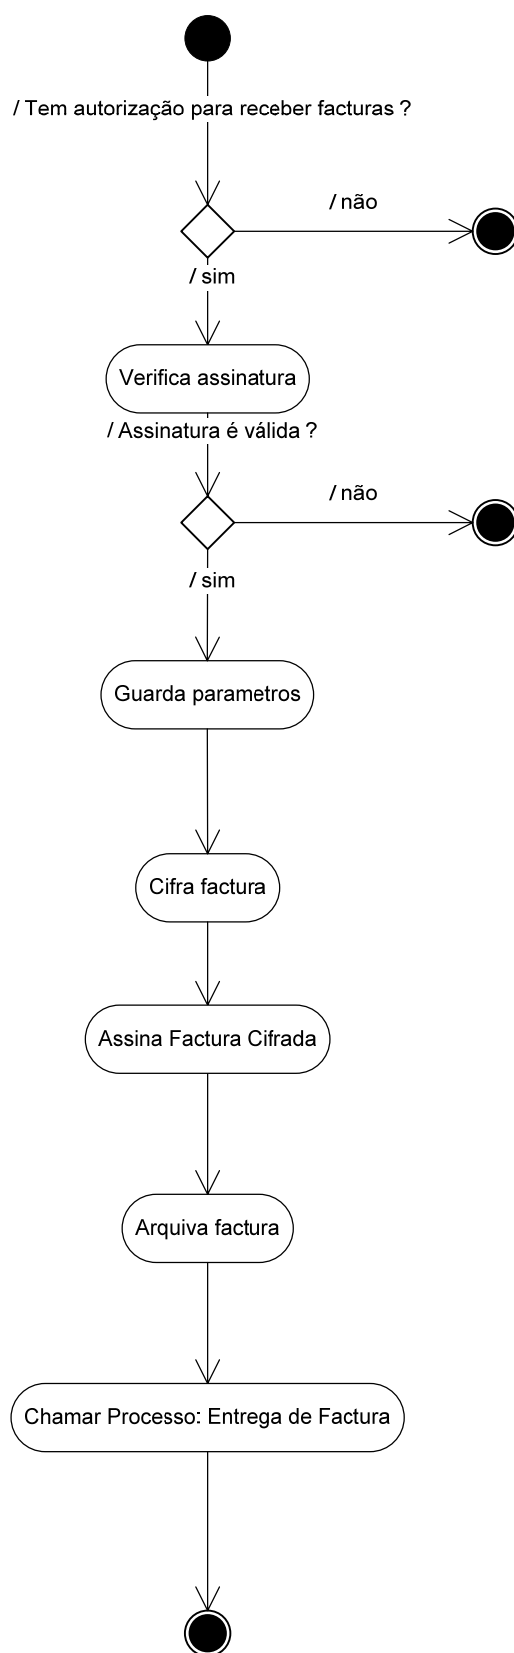 / Tem autorização para receber facturas ?
/ não
/ sim
Verifica assinatura
/ Assinatura é válida ?
/ não
/ sim
Guarda parametros
Cifra factura
Assina Factura Cifrada
Arquiva factura
Chamar Processo: Entrega de Factura